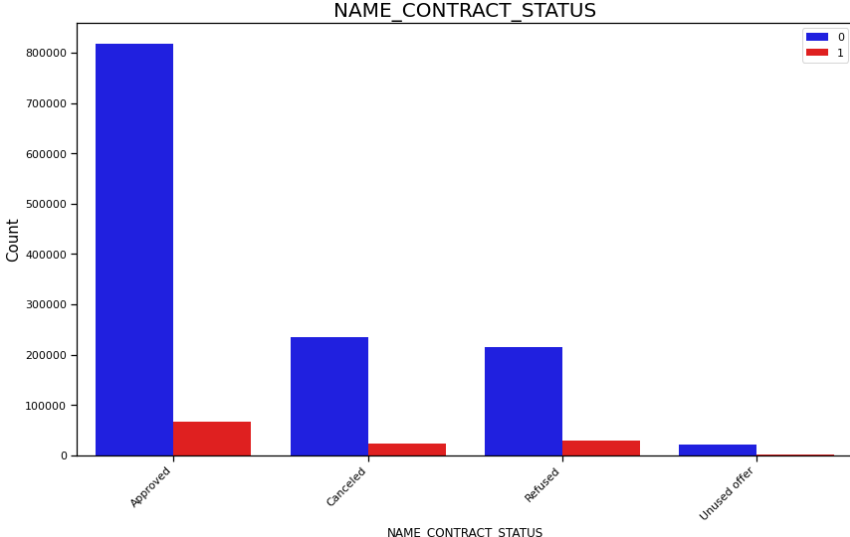 NAME_CONTRACT_STATUS
0
1
Count
800000
700000
600000
500000
400000
300000
200000
100000
0
Approved
Canceled
Refused
Unused offer
NAME_CONTRACT_STATUS